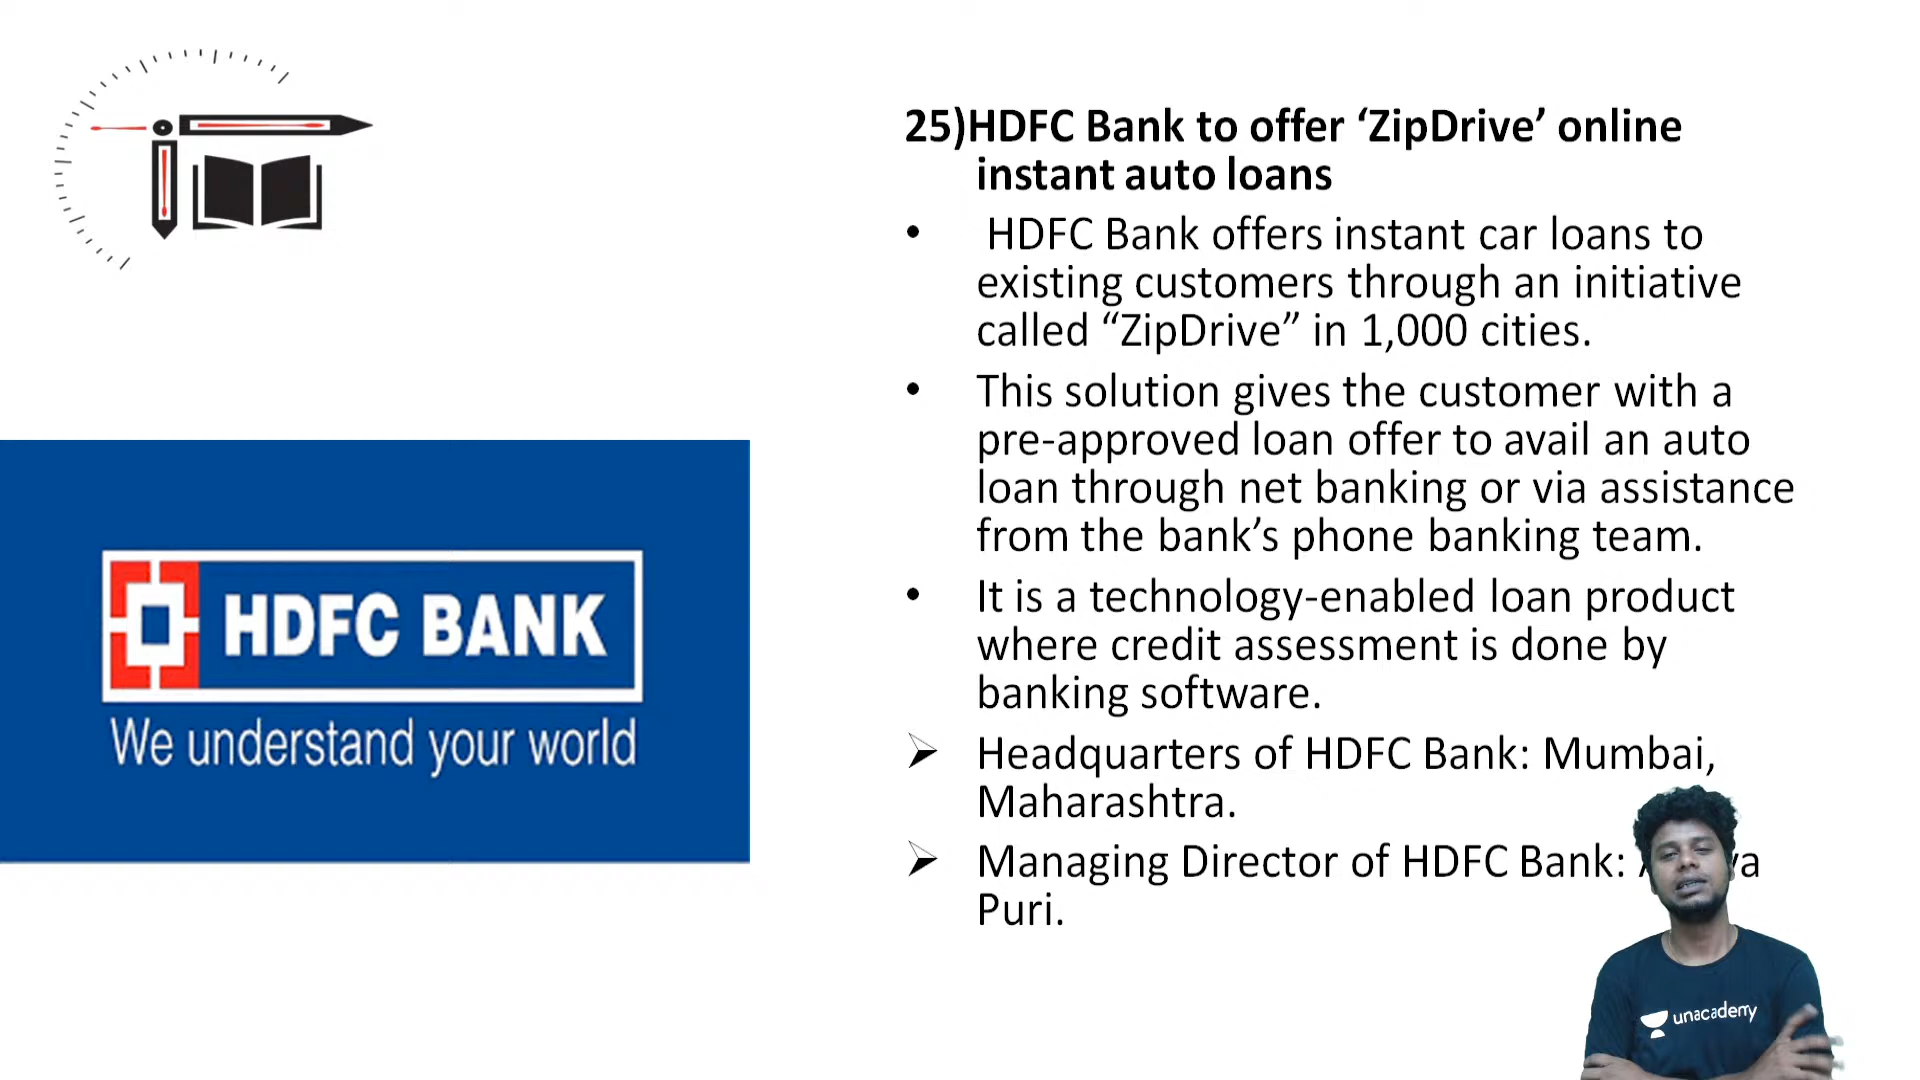 25)HDFC Bank to offer ‘ZipDrive’ online
instant auto loans
• HDFC Bank offers instant car loans to
existing customers through an initiative
called “ZipDrive” in 1,000 cities.
• This solution gives the customer with a
pre-approved loan offer to avail an auto
loan through net banking or via assistance
from the bank’s phone banking team.
• It is a technology-enabled loan product
where credit assessment is done by
banking software.
➢ Headquarters of HDFC Bank: Mumbai,
Maharashtra.
➢ Managing Director of HDFC Bank:
Puri.
HDFC BANK
We understand your world
unacademy